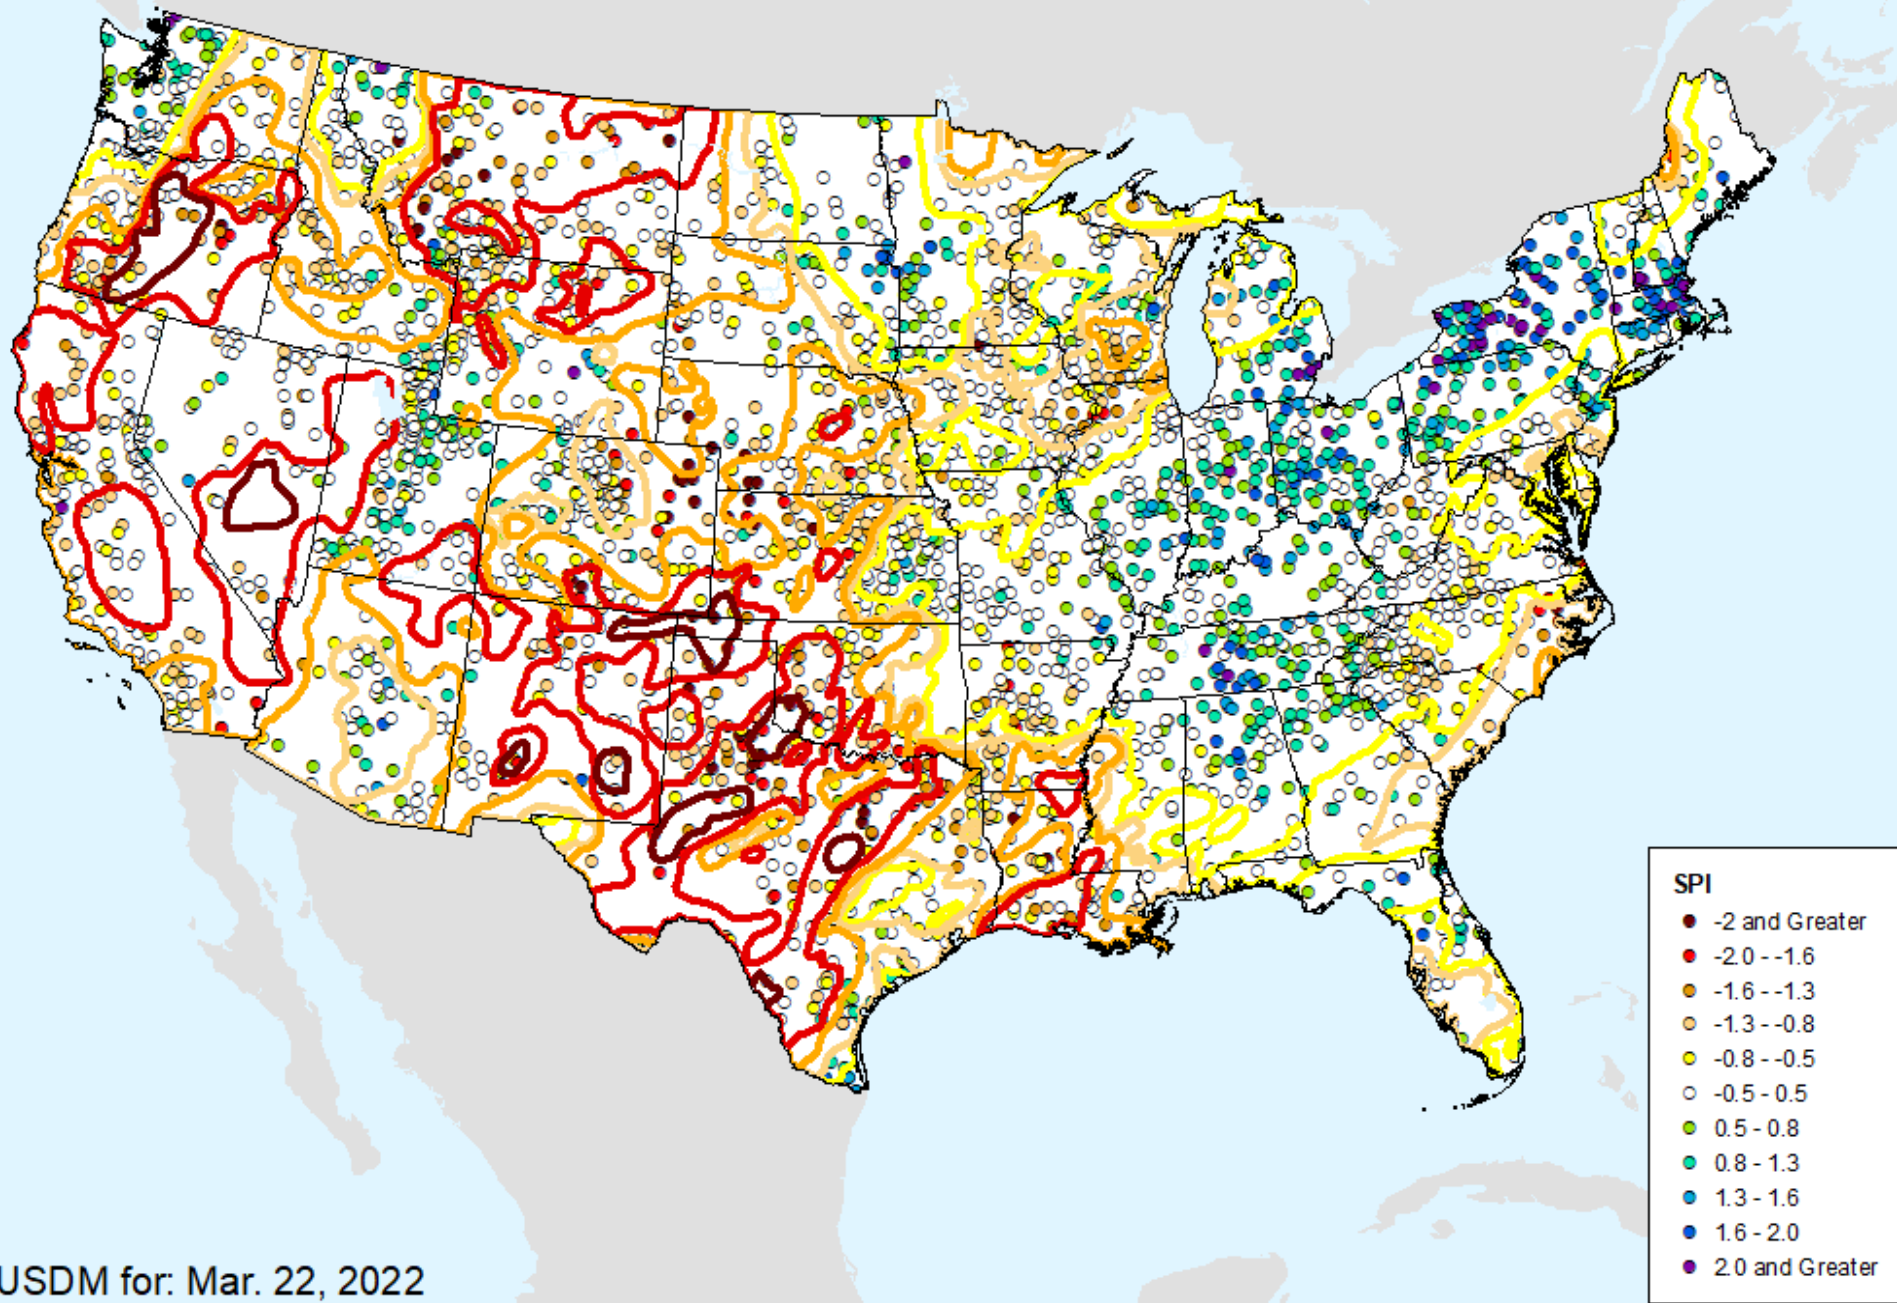 SPI
-2 and Greater
-2.0 - -1.6
-1.6 - -1.3
-1.3 - -0.8
-0.8 - -0.5
-0.5 - 0.5
0.5 - 0.8
0.8 - 1.3
1.3 - 1.6
1.6 - 2.0
2.0 and Greater
USDM for: Mar. 22, 2022